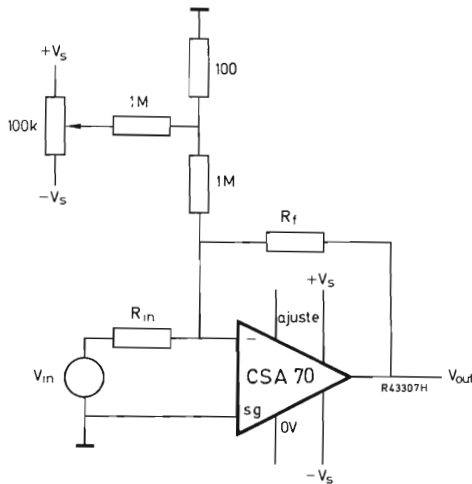 +Vs
100
1M
100k
1M
−Vs
Rf
+Vs
ajuste
Rin
−
CSA 70
Vin
Vout
R43307H
sg
0V
−Vs